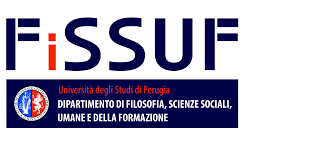 FiSSUF
Università degli Studi di Perugia
DIPARTIMENTO DI FILOSOFIA, SCIENZE SOCIALI,
UMANE E DELLA FORMAZIONE